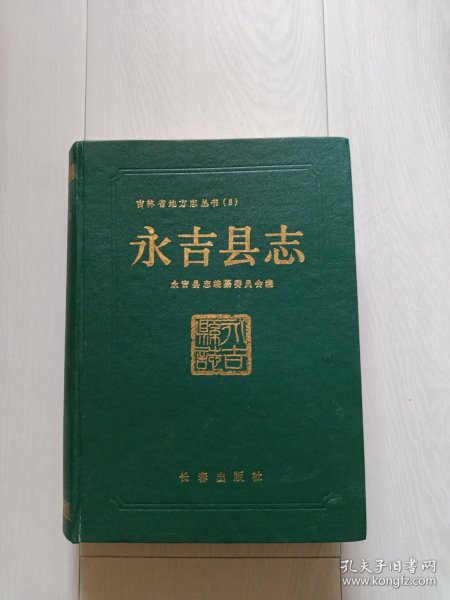 吉林省地方志丛书(8)
永吉县志
永吉县志编纂委员会编
永吉
縣誌
长春出版社
孔夫子旧书网
www.kongfz.com